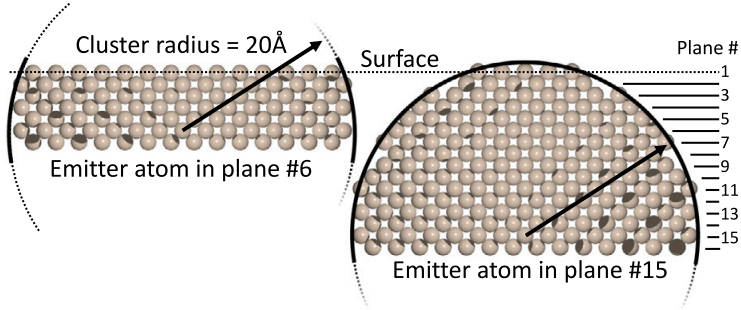 Cluster radius = 20Å
Surface
Plane #
1
3
5
7
9
11
13
15
Emitter atom in plane #6
Emitter atom in plane #15